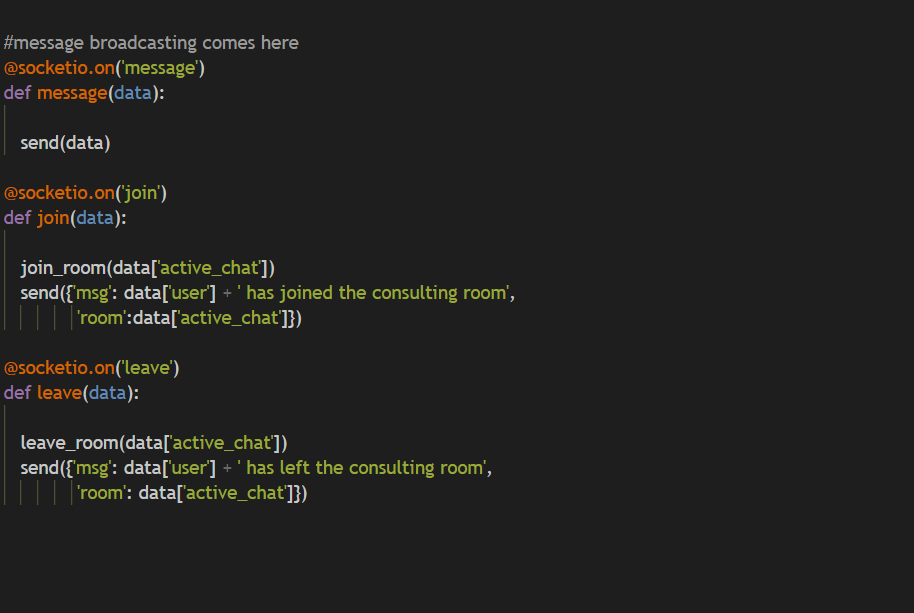 #message broadcasting comes here
@socketio.on('message')
def message(data):
send(data)
@socketio.on('join')
def join(data):
join_room(data['active_chat'])
send({'msg': data['user'] + ' has joined the consulting room',
'room':data['active_chat']})
@socketio.on('leave')
def leave(data):
leave_room(data['active_chat'])
send({'msg': data['user'] + ' has left the consulting room',
'room': data['active_chat']})